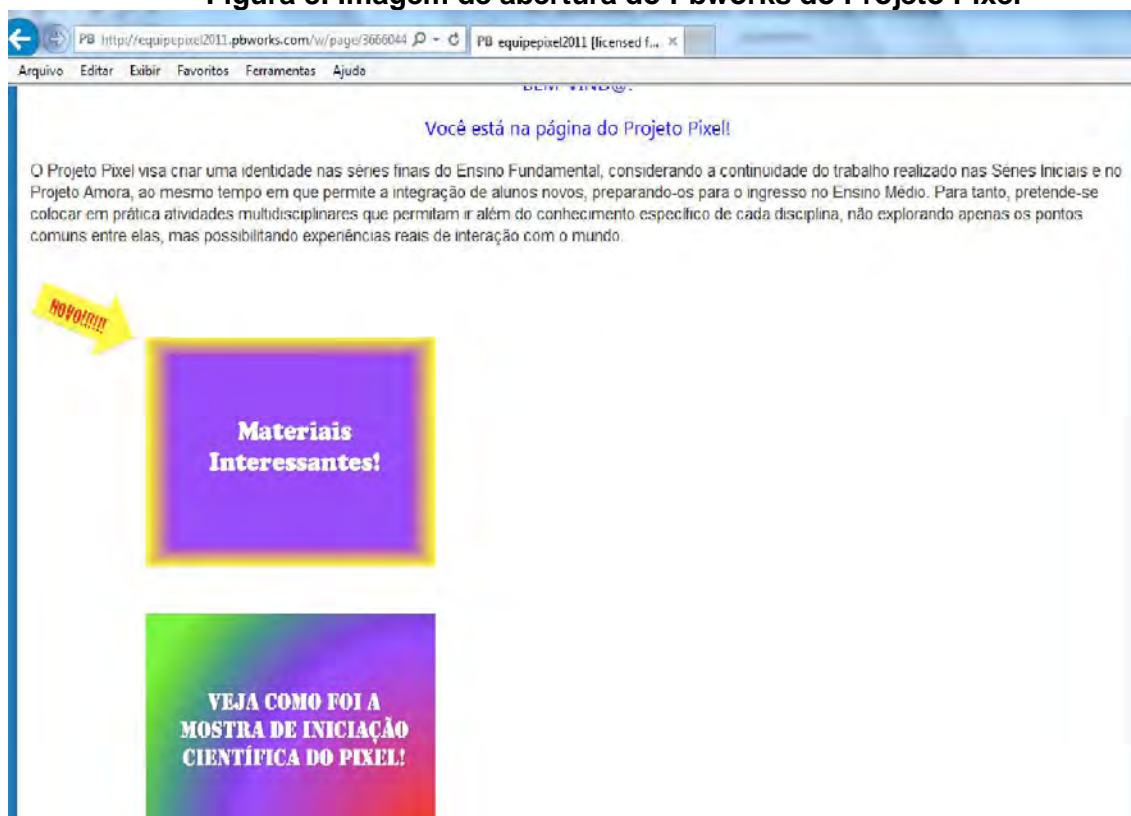 Figura 3. Imagem de abertura do Pbworks do Projeto Pixel
PB http://equipepixel2011.pbworks.com/w/page/3666044
PB equipepixel2011 [licensed f... ×
Arquivo Editar Exibir Favoritos Ferramentas Ajuda
BEM-VIND@!
Você está na página do Projeto Pixel!
O Projeto Pixel visa criar uma identidade nas séries finais do Ensino Fundamental, considerando a continuidade do trabalho realizado nas Séries Iniciais e no
Projeto Amora, ao mesmo tempo em que permite a integração de alunos novos, preparando-os para o ingresso no Ensino Médio. Para tanto, pretende-se
colocar em prática atividades multidisciplinares que permitam ir além do conhecimento específico de cada disciplina, não explorando apenas os pontos
comuns entre elas, mas possibilitando experiências reais de interação com o mundo.
NOVO!!!!!
Materiais
Interessantes!
VEJA COMO FOI A
MOSTRA DE INICIAÇÃO
CIENTÍFICA DO PIXEL!